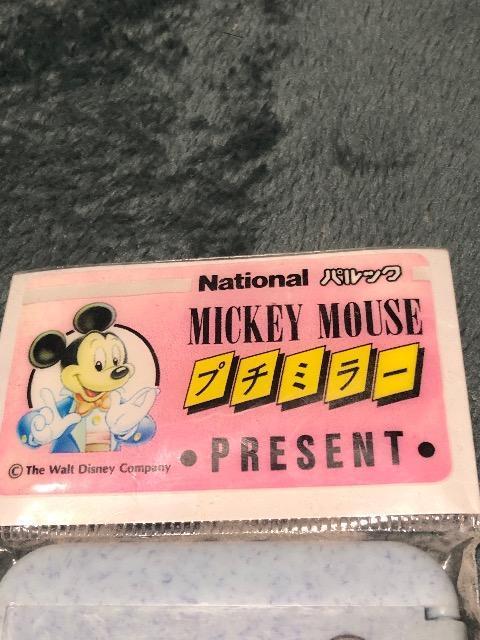 National パルック
MICKEY MOUSE
プチミラー
• PRESENT •
© The Walt Disney Company